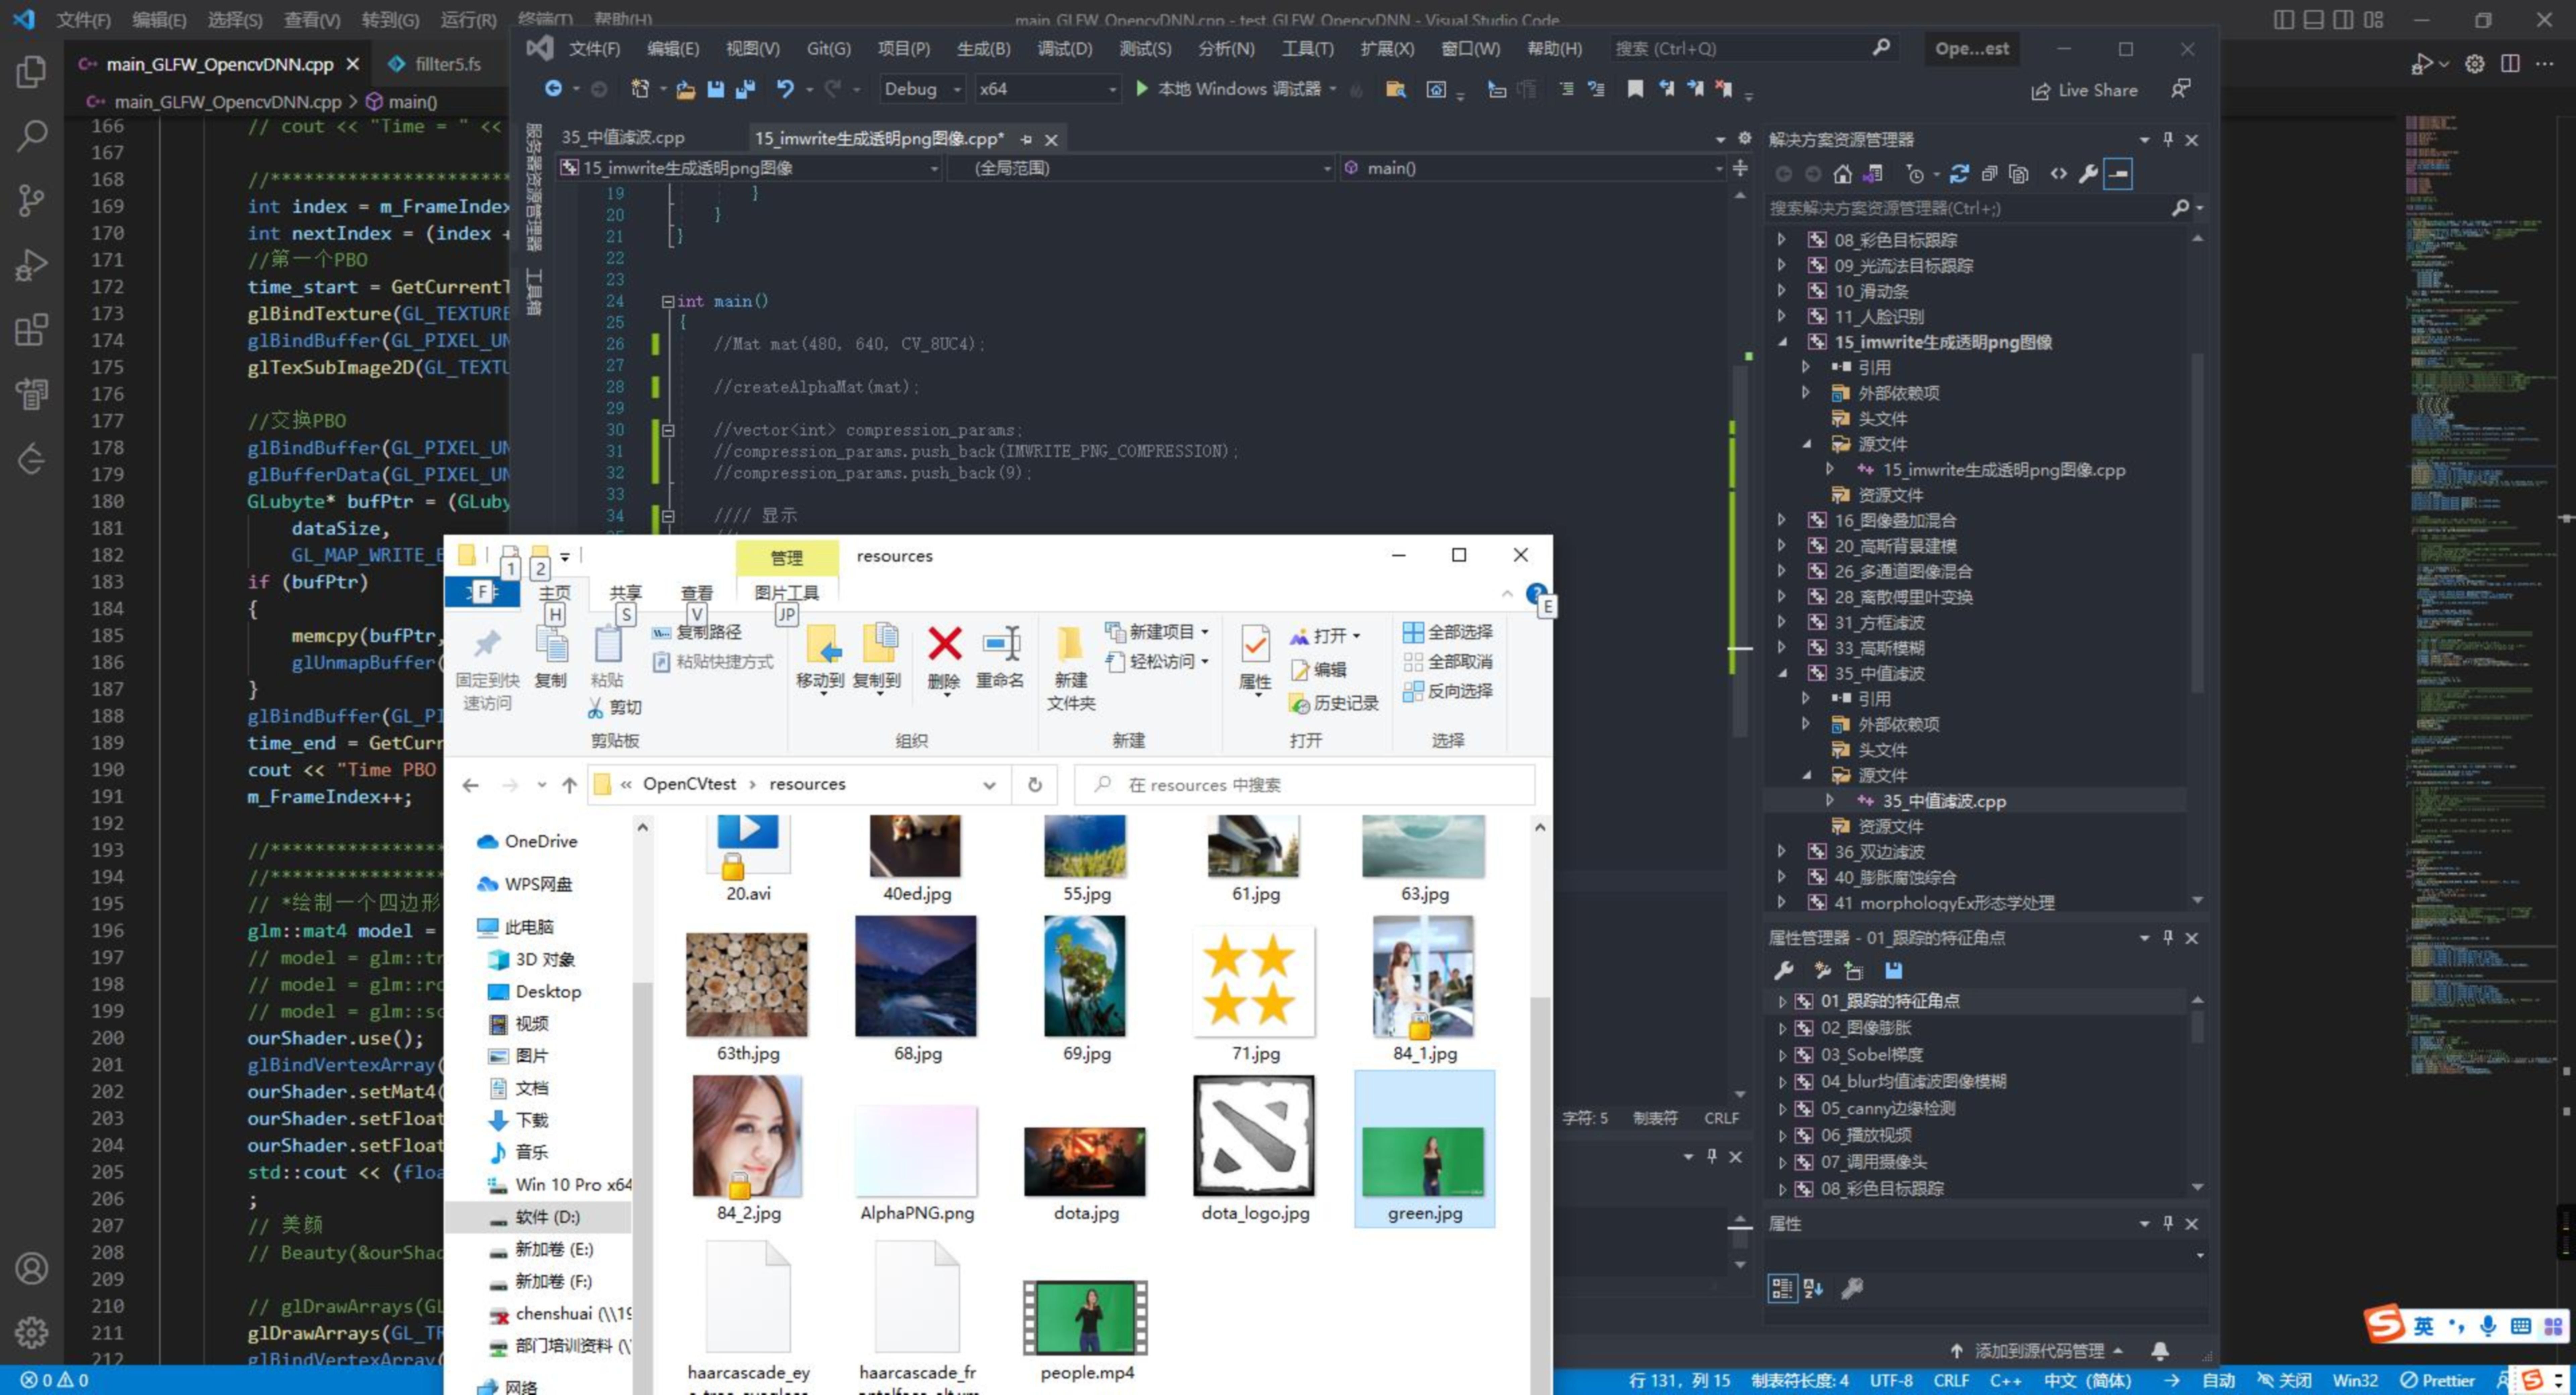 文件(F) 编辑(E) 选择(S) 查看(V) 转到(G) 运行(R) 终端(T) 帮助(H)
main_GLFW_OpencvDNN.cpp - test_GLFW_OpencvDNN - Visual Studio Code
main_GLFW_OpencvDNN.cpp
fillter5.fs
main_GLFW_OpencvDNN.cpp > main()
166 // cout << "Time = " <<
167
168 //**********************
169 int index = m_FrameIndex
170 int nextIndex = (index +
171 //第一个PBO
172 time_start = GetCurrentT
173 glBindTexture(GL_TEXTURE
174 glBindBuffer(GL_PIXEL_UN
175 glTexSubImage2D(GL_TEXTU
176
177 //交换PBO
178 glBindBuffer(GL_PIXEL_UN
179 glBufferData(GL_PIXEL_UN
180 GLubyte* bufPtr = (GLuby
181 dataSize,
182 GL_MAP_WRITE_B
183 if (bufPtr)
184 {
185 memcpy(bufPtr,
186 glUnmapBuffer(
187 }
188 glBindBuffer(GL_PI
189 time_end = GetCurr
190 cout << "Time PBO
191 m_FrameIndex++;
192
193 //****************
194 //****************
195 // *绘制一个四边形
196 glm::mat4 model =
197 // model = glm::tr
198 // model = glm::ro
199 // model = glm::sc
200 ourShader.use();
201 glBindVertexArray(
202 ourShader.setMat4(
203 ourShader.setFloat
204 ourShader.setFloat
205 std::cout << (floa
206 ;
207 // 美颜
208 // Beauty(&ourShad
209
210 // glDrawArrays(GL
211 glDrawArrays(GL_TR
212 glBindVertexArray(
文件(F) 编辑(E) 视图(V) Git(G) 项目(P) 生成(B) 调试(D) 测试(S) 分析(N) 工具(T) 扩展(X) 窗口(W) 帮助(H) 搜索 (Ctrl+Q) Ope...est
Debug x64 本地 Windows 调试器 Live Share
服务器资源管理器 工具箱
35_中值滤波.cpp 15_imwrite生成透明png图像.cpp*
15_imwrite生成透明png图像 (全局范围) main()
19 }
20 }
21 }
22
23
24 int main()
25 {
26 //Mat mat(480, 640, CV_8UC4);
27
28 //createAlphaMat(mat);
29
30 //vector<int> compression_params;
31 //compression_params.push_back(IMWRITE_PNG_COMPRESSION);
32 //compression_params.push_back(9);
33
34 //// 显示
字符: 5 制表符 CRLF
解决方案资源管理器
搜索解决方案资源管理器(Ctrl+;)
08_彩色目标跟踪
09_光流法目标跟踪
10_滑动条
11_人脸识别
15_imwrite生成透明png图像
引用
外部依赖项
头文件
源文件
15_imwrite生成透明png图像.cpp
资源文件
16_图像叠加混合
20_高斯背景建模
26_多通道图像混合
28_离散傅里叶变换
31_方框滤波
33_高斯模糊
35_中值滤波
引用
外部依赖项
头文件
源文件
35_中值滤波.cpp
资源文件
36_双边滤波
40_膨胀腐蚀综合
41_morphologyEx形态学处理
属性管理器 - 01_跟踪的特征角点
01_跟踪的特征角点
02_图像膨胀
03_Sobel梯度
04_blur均值滤波图像模糊
05_canny边缘检测
06_播放视频
07_调用摄像头
08_彩色目标跟踪
属性
添加到源代码管理
1 2 管理 resources
F 主页 共享 查看 图片工具
H S V JP E
固定到快速访问 复制 粘贴 复制路径 粘贴快捷方式 剪切
移动到 复制到 删除 重命名
新建文件夹 新建项目 轻松访问
属性 打开 编辑 历史记录
全部选择 全部取消 反向选择
剪贴板 组织 新建 打开 选择
« OpenCVtest > resources 在 resources 中搜索
OneDrive
WPS网盘
此电脑
3D 对象
Desktop
视频
图片
文档
下载
音乐
Win 10 Pro x64
软件 (D:)
新加卷 (E:)
新加卷 (F:)
chenshuai (\\19
部门培训资料 (\
网络
20.avi 40ed.jpg 55.jpg 61.jpg 63.jpg
63th.jpg 68.jpg 69.jpg 71.jpg 84_1.jpg
84_2.jpg AlphaPNG.png dota.jpg dota_logo.jpg green.jpg
haarcascade_ey haarcascade_fr people.mp4
英
0 0 行 131，列 15 制表符长度: 4 UTF-8 CRLF C++ 中文 (简体) 自动 关闭 Win32 Prettier